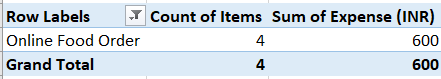 Row Labels Count of Items Sum of Expense (INR)
Online Food Order 4 600
Grand Total 4 600